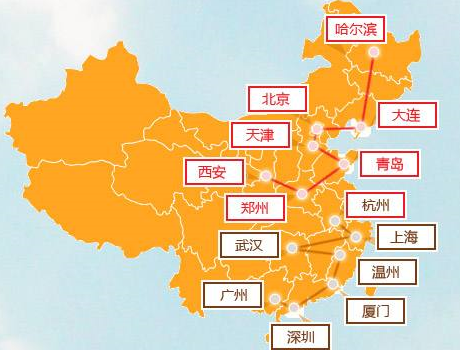 哈尔滨
北京
大连
天津
青岛
西安
郑州
杭州
上海
武汉
温州
广州
厦门
深圳